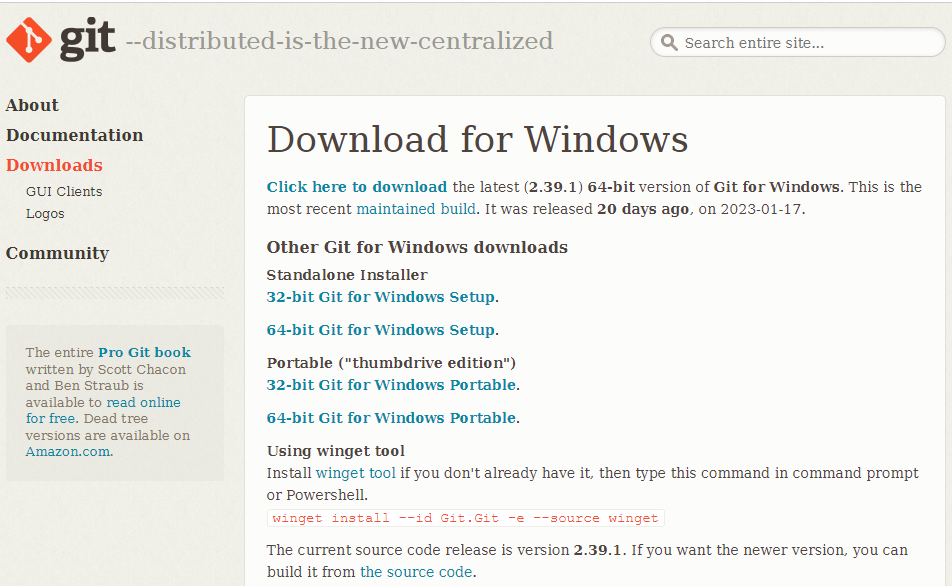 git --distributed-is-the-new-centralized
Search entire site...
About
Documentation
Downloads
GUI Clients
Logos
Community
The entire Pro Git book
written by Scott Chacon
and Ben Straub is
available to read online
for free. Dead tree
versions are available on
Amazon.com.
Download for Windows
Click here to download the latest (2.39.1) 64-bit version of Git for Windows. This is the
most recent maintained build. It was released 20 days ago, on 2023-01-17.
Other Git for Windows downloads
Standalone Installer
32-bit Git for Windows Setup.
64-bit Git for Windows Setup.
Portable ("thumbdrive edition")
32-bit Git for Windows Portable.
64-bit Git for Windows Portable.
Using winget tool
Install winget tool if you don't already have it, then type this command in command prompt
or Powershell.
winget install --id Git.Git -e --source winget
The current source code release is version 2.39.1. If you want the newer version, you can
build it from the source code.